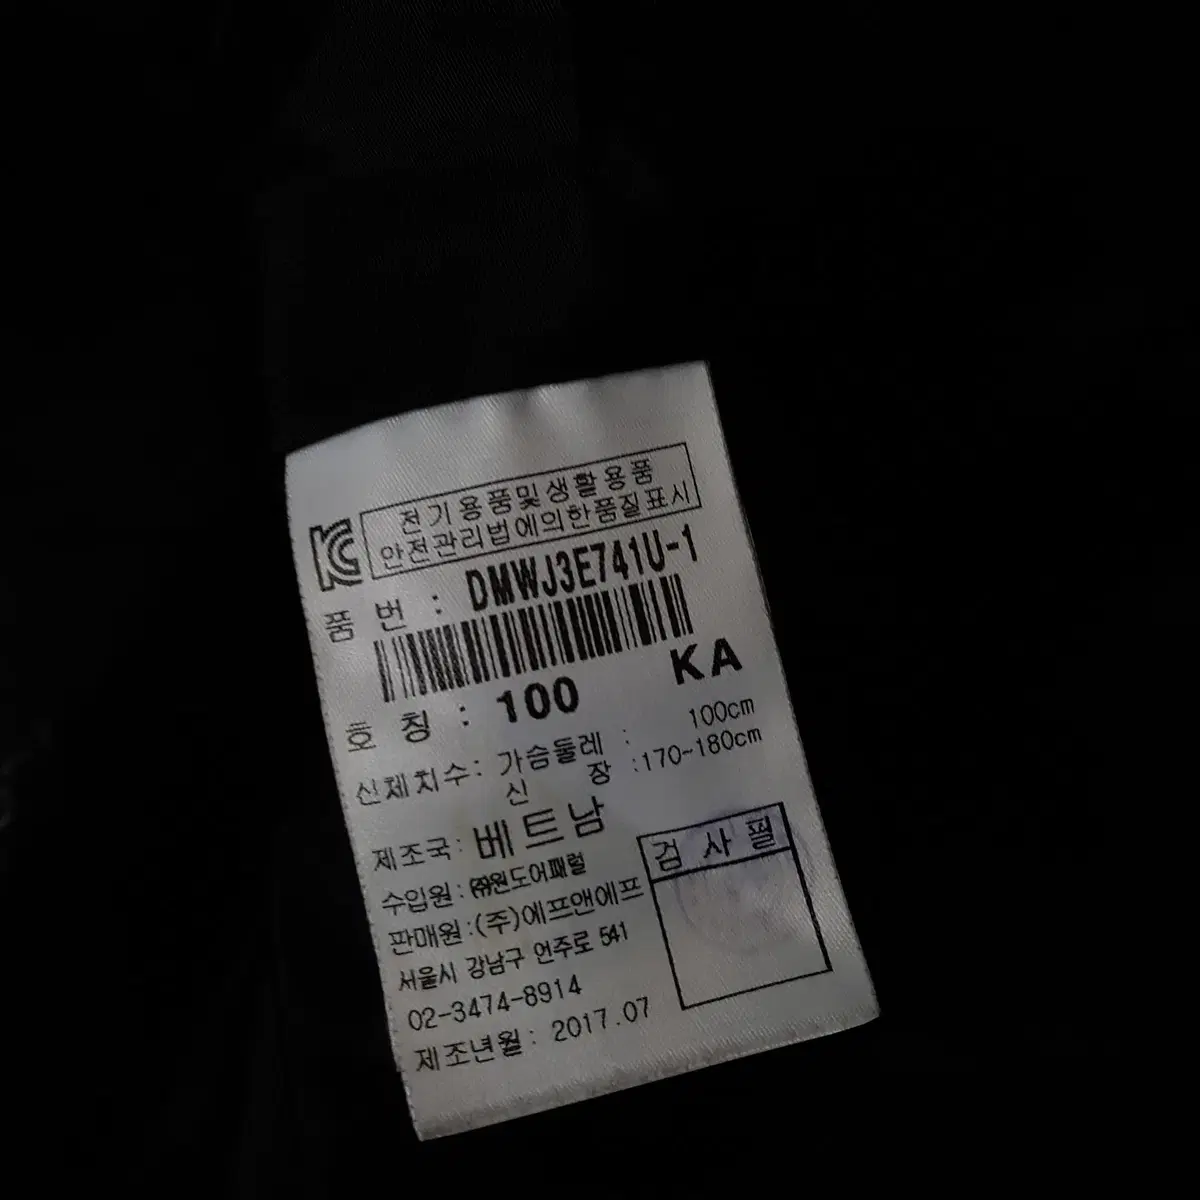 KC
전기용품및생활용품
안전관리법에의한품질표시
품 번 : DMWJ3E741U-1
호 칭 : 100 KA
신체치수: 가슴둘레 : 100cm
신 장 :170~180cm
제조국: 베트남
수입원: (주)원도어패럴
판매원:(주)에프앤에프
서울시 강남구 언주로 541
02-3474-8914
제조년월: 2017.07
검 사 필